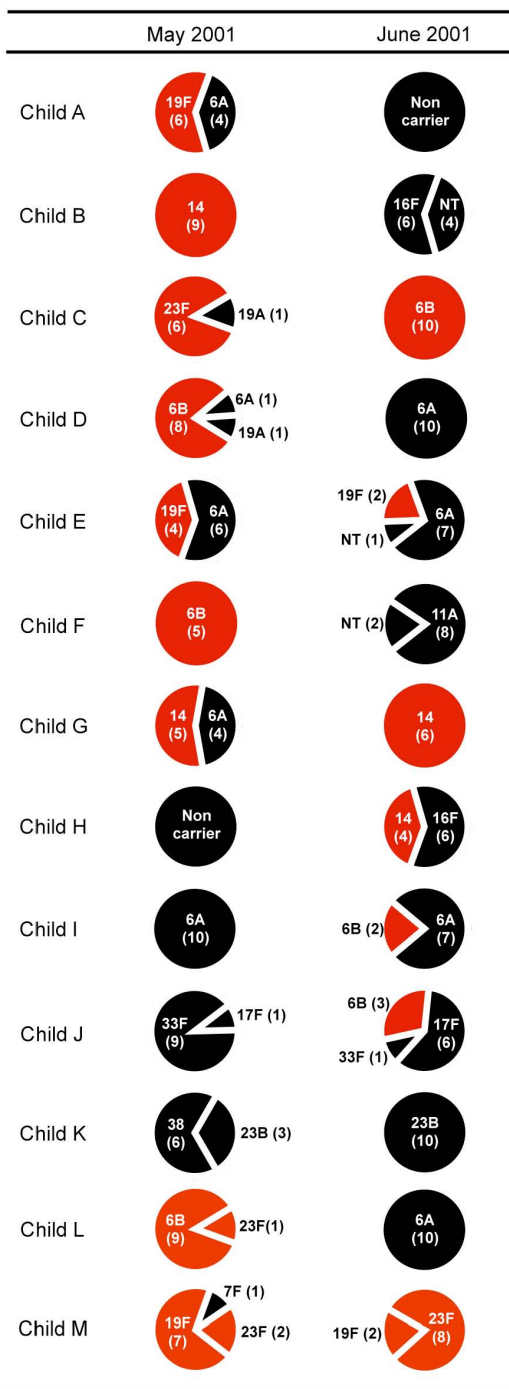 May 2001 June 2001
Child A
19F
(6)
6A
(4)
Non
carrier
Child B
14
(9)
16F
(6)
NT
(4)
Child C
23F
(6)
19A (1)
6B
(10)
Child D
6B
(8)
6A (1)
19A (1)
6A
(10)
Child E
19F
(4)
6A
(6)
19F (2)
NT (1)
6A
(7)
Child F
6B
(5)
NT (2)
11A
(8)
Child G
14
(5)
6A
(4)
14
(6)
Child H
Non
carrier
14
(4)
16F
(6)
Child I
6A
(10)
6B (2)
6A
(7)
Child J
33F
(9)
17F (1)
6B (3)
33F (1)
17F
(6)
Child K
38
(6)
23B (3)
23B
(10)
Child L
6B
(9)
23F(1)
6A
(10)
Child M
19F
(7)
7F (1)
23F (2)
19F (2)
23F
(8)